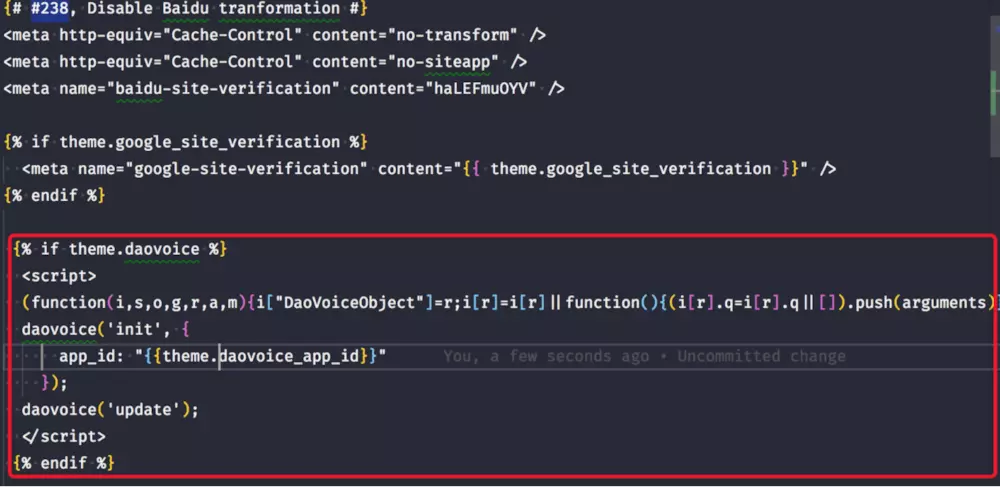 {# #238, Disable Baidu tranformation #}
<meta http-equiv="Cache-Control" content="no-transform" />
<meta http-equiv="Cache-Control" content="no-siteapp" />
<meta name="baidu-site-verification" content="haLEFmuOYV" />
{% if theme.google_site_verification %}
<meta name="google-site-verification" content="{{ theme.google_site_verification }}" />
{% endif %}
{% if theme.daovoice %}
<script>
(function(i,s,o,g,r,a,m){i["DaoVoiceObject"]=r;i[r]=i[r]||function(){(i[r].q=i[r].q||[]).push(arguments)}
daovoice('init', {
app_id: "{{theme.daovoice_app_id}}" You, a few seconds ago • Uncommitted change
});
daovoice('update');
</script>
{% endif %}